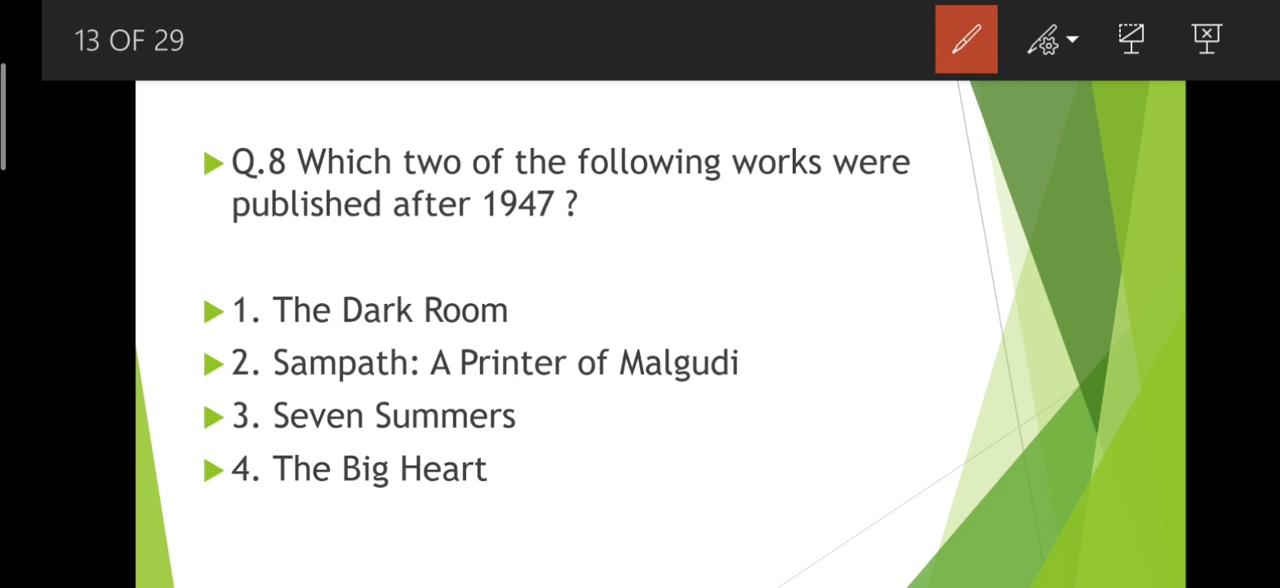 13 OF 29
Q.8 Which two of the following works were
published after 1947 ?
1. The Dark Room
2. Sampath: A Printer of Malgudi
3. Seven Summers
4. The Big Heart